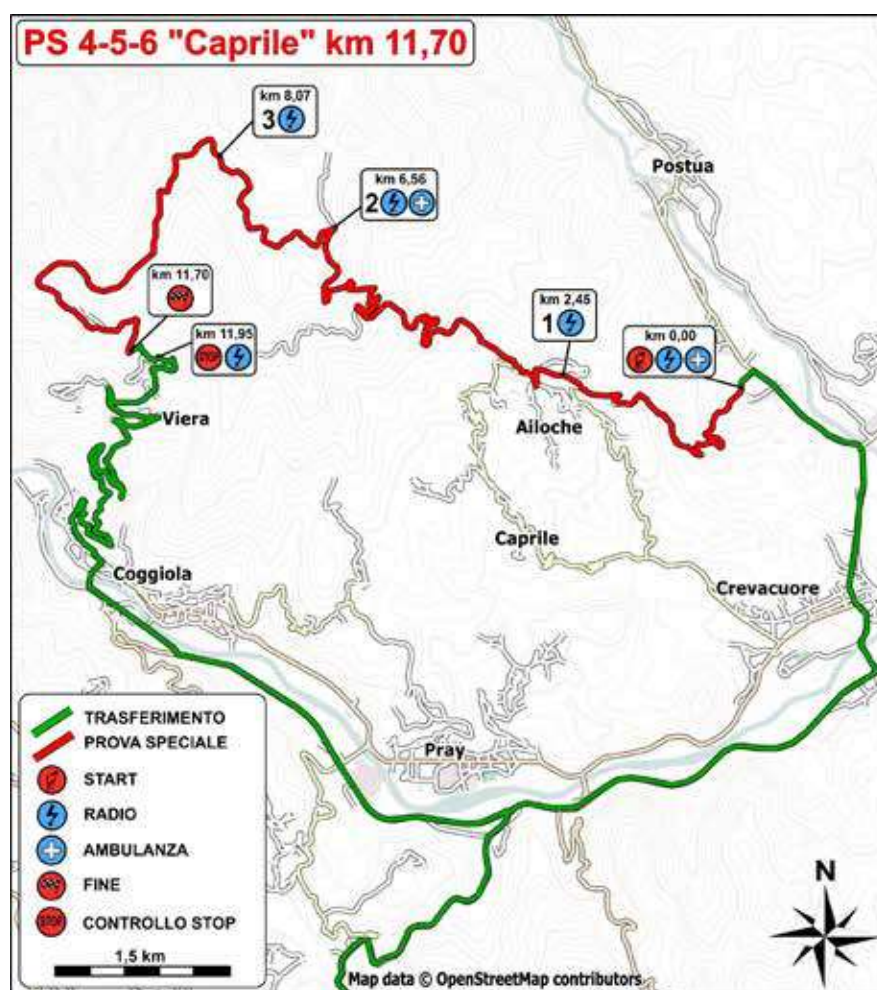 PS 4-5-6 "Caprile" km 11,70
km 8,07
3
Postua
km 6,56
2
km 11,70
km 2,45
1
km 11,95
STOP
km 0,00
Viera
Ailoche
Caprile
Coggiola
Crevacuore
TRASFERIMENTO
PROVA SPECIALE
START
RADIO
AMBULANZA
FINE
STOP
CONTROLLO STOP
1,5 km
Pray
N
Map data © OpenStreetMap contributors